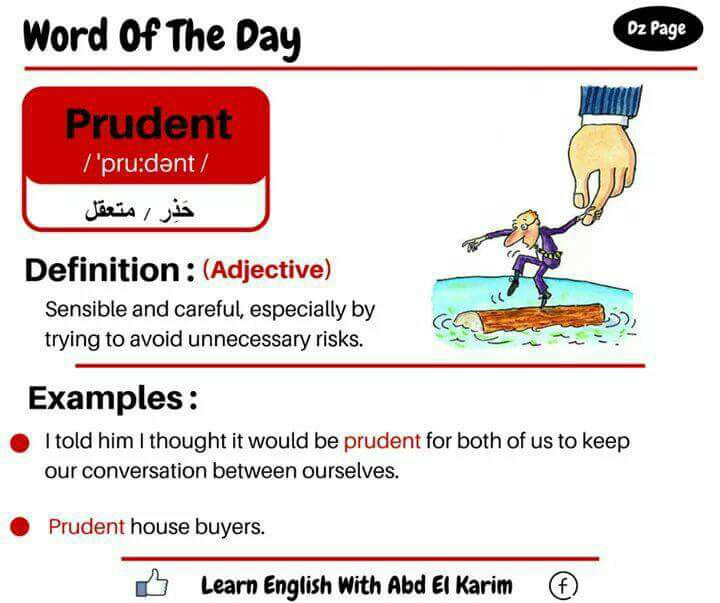 Word Of The Day
Dz Page
Prudent
/ 'pru:dənt /
حَذِر / متعقل
Definition : (Adjective)
Sensible and careful, especially by
trying to avoid unnecessary risks.
Examples :
I told him I thought it would be prudent for both of us to keep
our conversation between ourselves.
Prudent house buyers.
Learn English With Abd El Karim
f